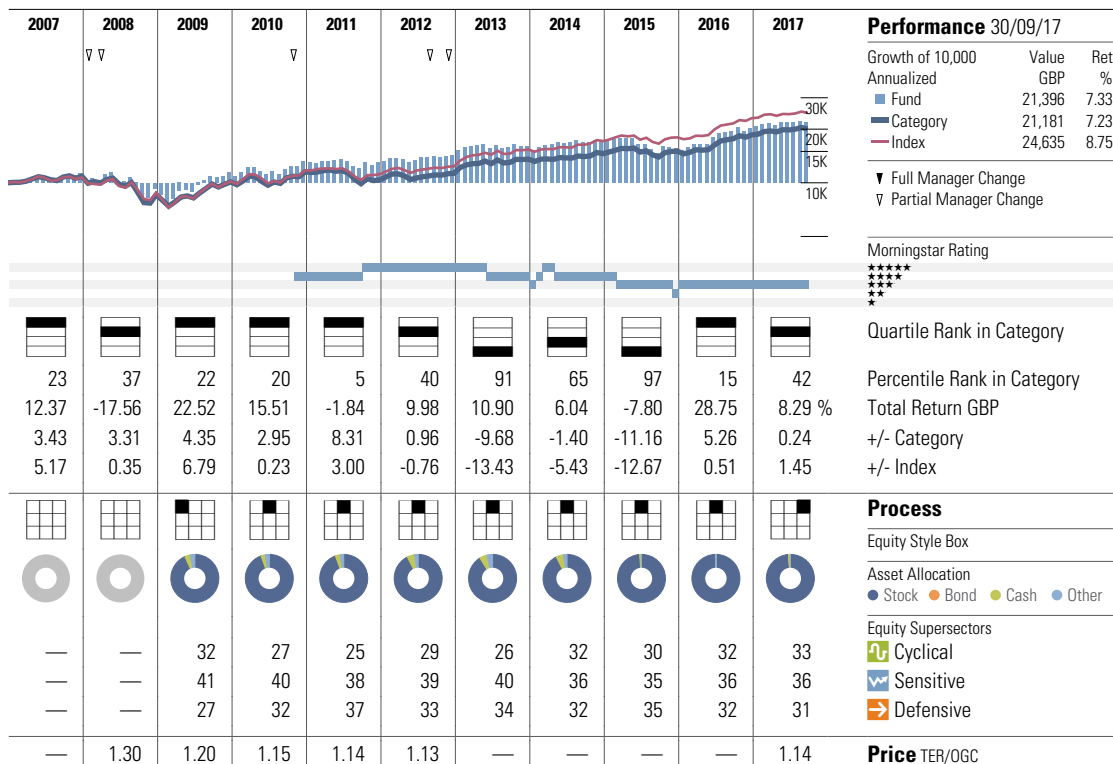 2007 2008 2009 2010 2011 2012 2013 2014 2015 2016 2017
Performance 30/09/17
Growth of 10,000 Value Ret
Annualized GBP %
Fund 21,396 7.33
Category 21,181 7.23
Index 24,635 8.75
Full Manager Change
Partial Manager Change
30K
20K
15K
10K
Morningstar Rating
★★★★★
★★★★
★★★
★★
★
Quartile Rank in Category
23 37 22 20 5 40 91 65 97 15 42 Percentile Rank in Category
12.37 -17.56 22.52 15.51 -1.84 9.98 10.90 6.04 -7.80 28.75 8.29 % Total Return GBP
3.43 3.31 4.35 2.95 8.31 0.96 -9.68 -1.40 -11.16 5.26 0.24 +/- Category
5.17 0.35 6.79 0.23 3.00 -0.76 -13.43 -5.43 -12.67 0.51 1.45 +/- Index
Process
Equity Style Box
Asset Allocation
Stock Bond Cash Other
Equity Supersectors
— — 32 27 25 29 26 32 30 32 33 Cyclical
— — 41 40 38 39 40 36 35 36 36 Sensitive
— — 27 32 37 33 34 32 35 32 31 Defensive
— 1.30 1.20 1.15 1.14 1.13 — — — — 1.14 Price TER/OGC